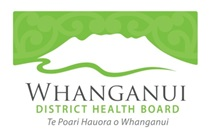 WHANGANUI
DISTRICT HEALTH BOARD
Te Poari Hauora o Whanganui